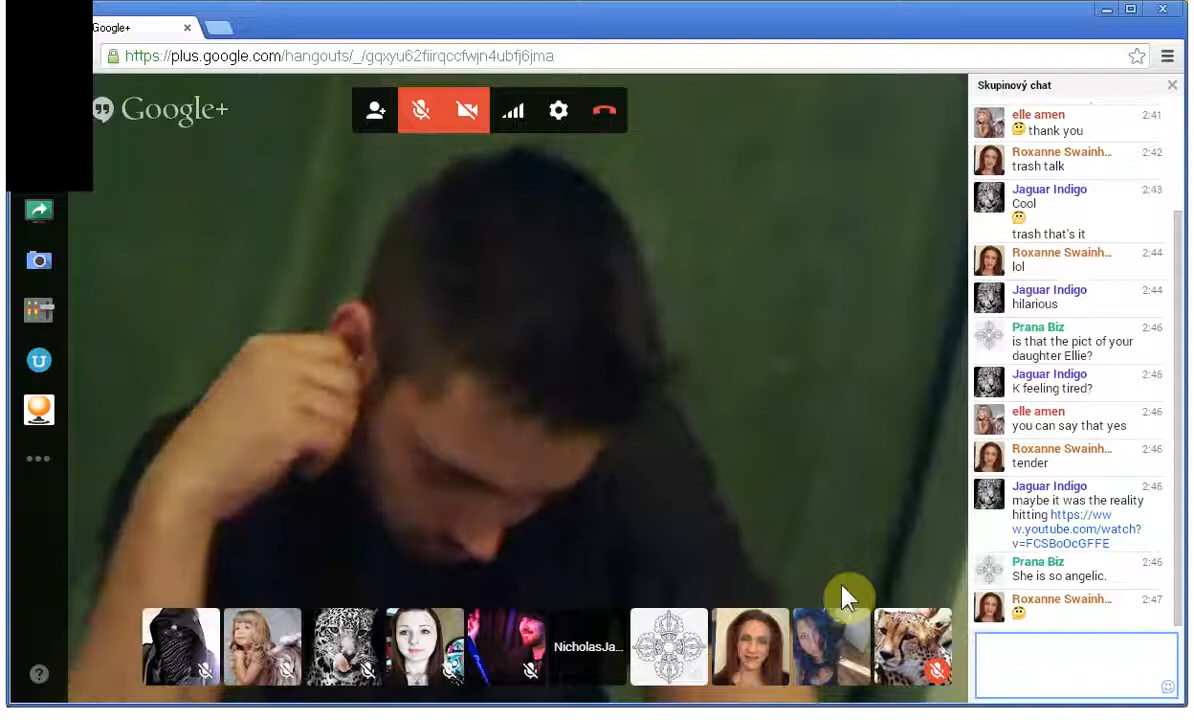 Google+
https://plus.google.com/hangouts/_/gqxyu62fiirqccfwjn4ubfj6jma
Google+
Skupinový chat
elle amen 2:41
thank you
Roxanne Swainh... 2:42
trash talk
Jaguar Indigo 2:43
Cool
trash that's it
Roxanne Swainh... 2:44
lol
Jaguar Indigo 2:44
hilarious
Prana Biz 2:46
is that the pict of your
daughter Ellie?
Jaguar Indigo 2:46
K feeling tired?
elle amen 2:46
you can say that yes
Roxanne Swainh... 2:46
tender
Jaguar Indigo 2:46
maybe it was the reality
hitting https://ww
w.youtube.com/watch?
v=FCSBoOcGFFE
Prana Biz 2:46
She is so angelic.
Roxanne Swainh... 2:47
NicholasJa...